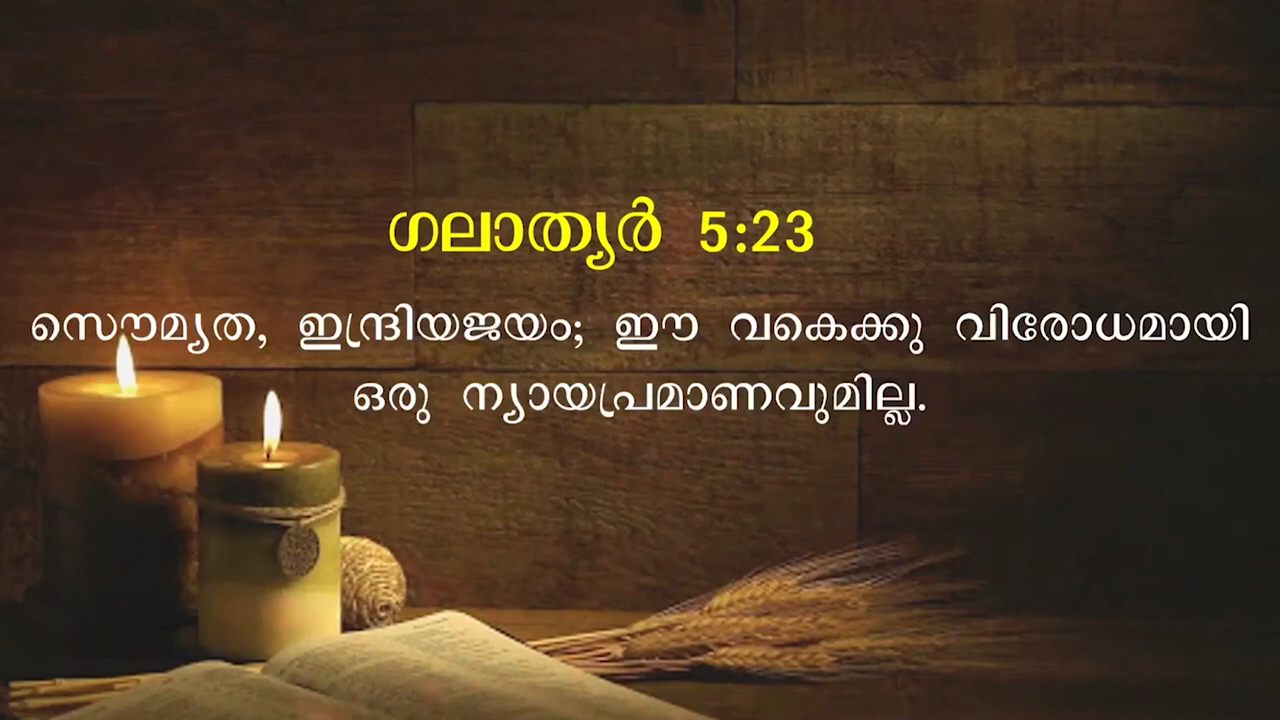 ഗലാത്യർ 5:23
സൌമ്യത, ഇന്ദ്രിയജയം; ഈ വകെക്കു വിരോധമായി
ഒരു ന്യായപ്രമാണവുമില്ല.